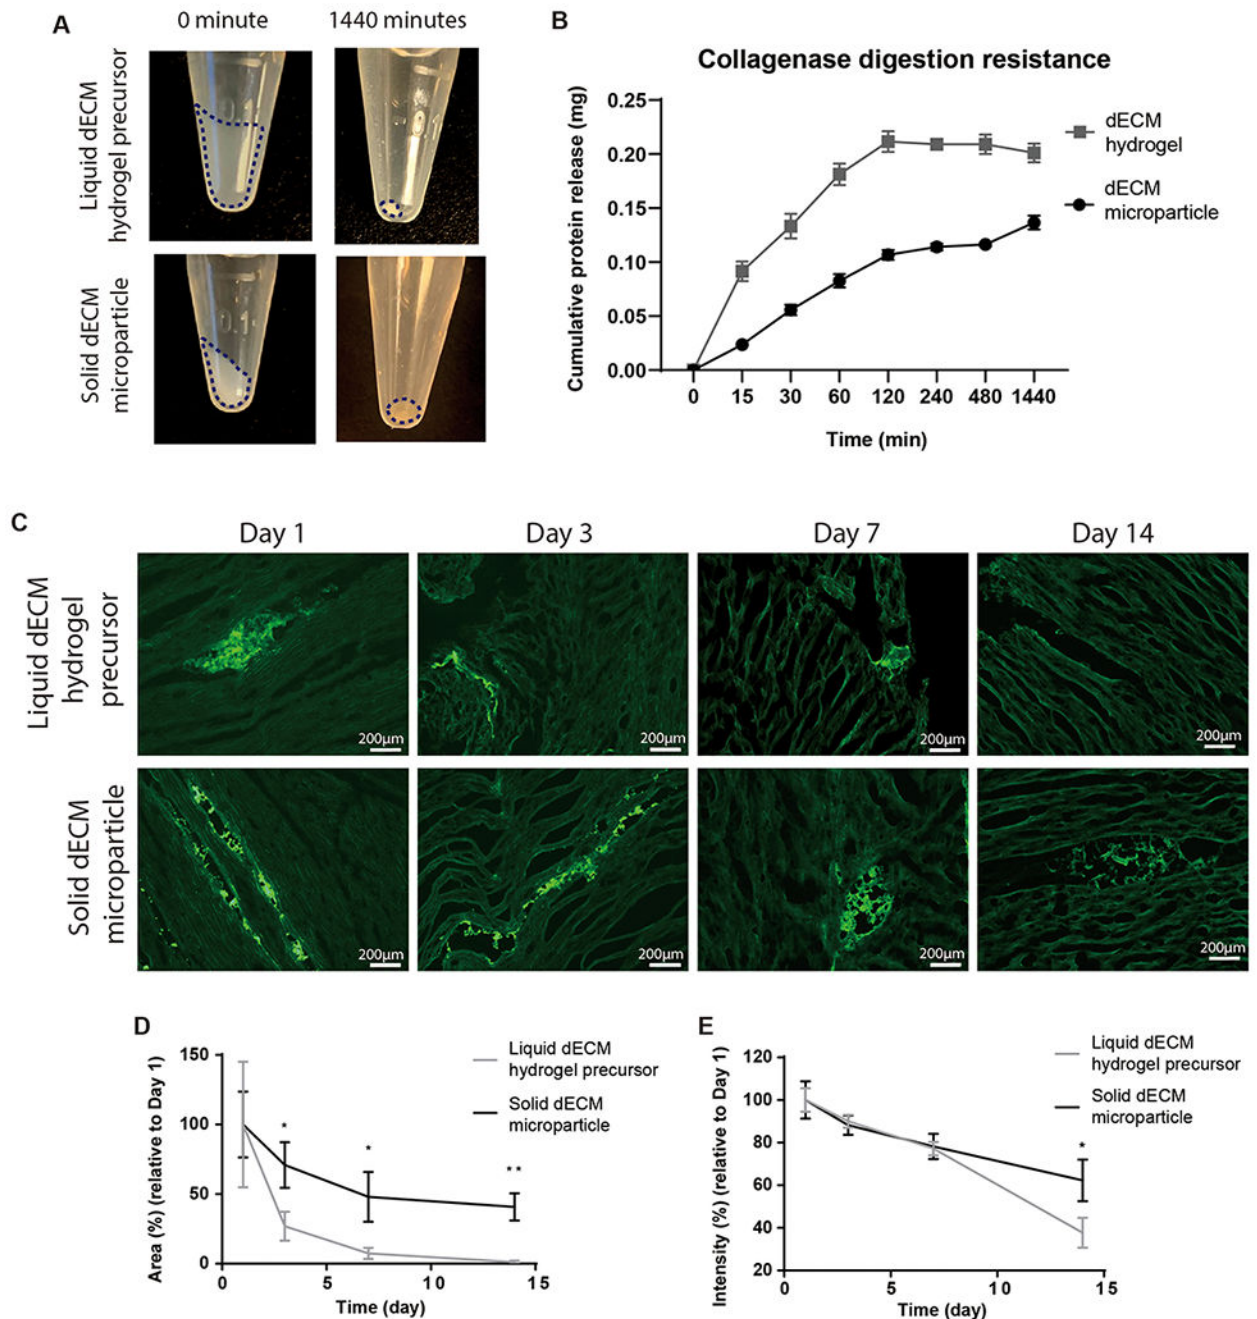 A
0 minute
1440 minutes
Liquid dECM
hydrogel precursor
0.1
Solid dECM
microparticle
0.1
B
Collagenase digestion resistance
Cumulative protein release (mg)
0.25
0.20
0.15
0.10
0.05
0.00
0 15 30 60 120 240 480 1440
Time (min)
dECM
hydrogel
dECM
microparticle
C
Day 1
Day 3
Day 7
Day 14
Liquid dECM
hydrogel
precursor
200µm
200µm
200µm
200µm
Solid dECM
microparticle
200µm
200µm
200µm
200µm
D
Area (%) (relative to Day 1)
150
100
50
0
0 5 10 15
Time (day)
*
*
**
Liquid dECM
hydrogel precursor
Solid dECM
microparticle
E
Intensity (%) (relative to Day 1)
120
100
80
60
40
20
0 5 10 15
Time (day)
*
Liquid dECM
hydrogel precursor
Solid dECM
microparticle